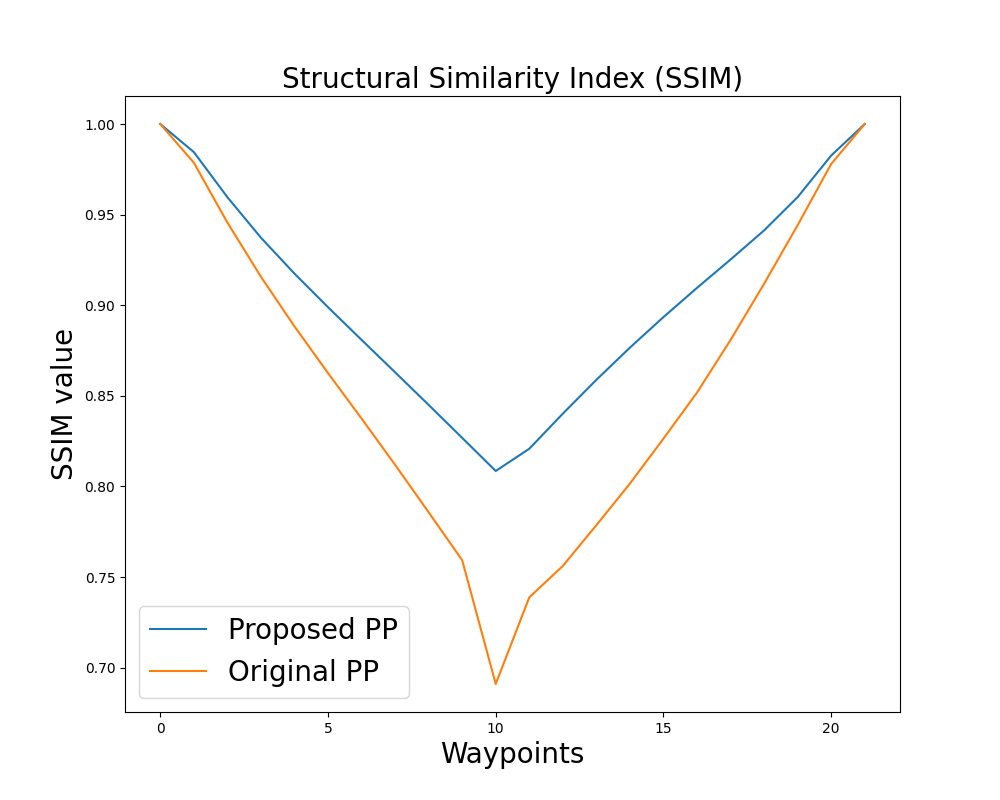 Structural Similarity Index (SSIM)
1.00
0.95
0.90
0.85
0.80
0.75
0.70
SSIM value
Proposed PP
Original PP
0 5 10 15 20
Waypoints